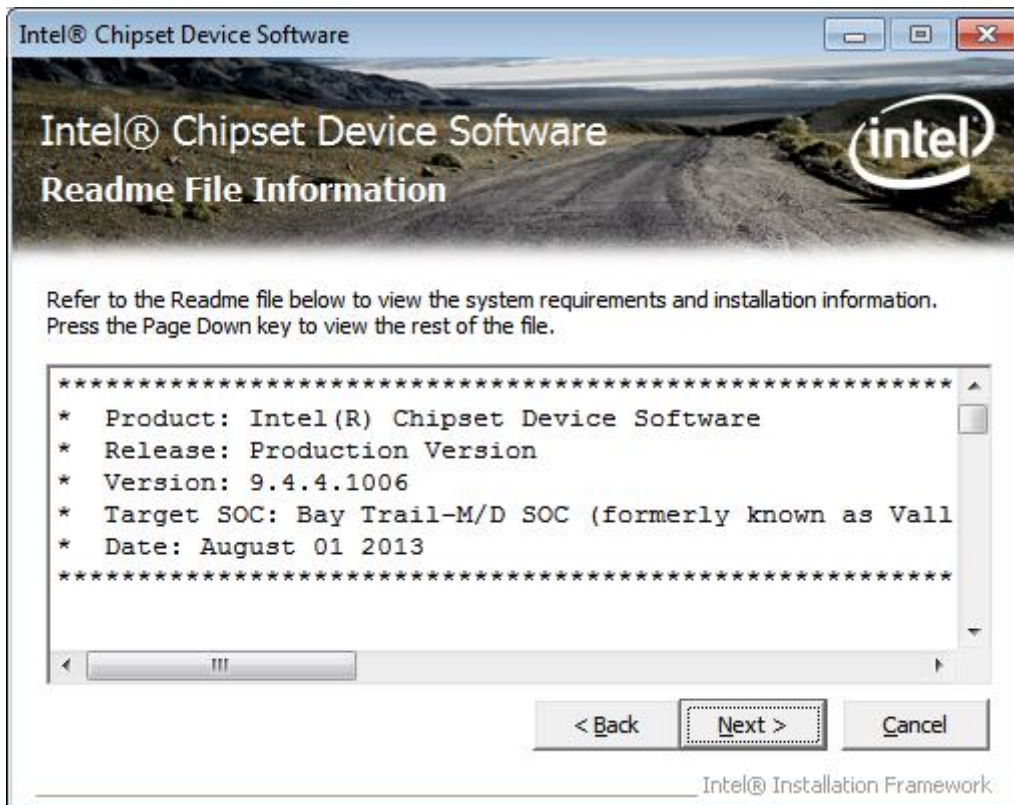 Intel® Chipset Device Software
Intel® Chipset Device Software
intel
Readme File Information
Refer to the Readme file below to view the system requirements and installation information.
Press the Page Down key to view the rest of the file.
************************************************************
* Product: Intel(R) Chipset Device Software
* Release: Production Version
* Version: 9.4.4.1006
* Target SOC: Bay Trail-M/D SOC (formerly known as Vall
* Date: August 01 2013
************************************************************
< Back
Next >
Cancel
Intel® Installation Framework